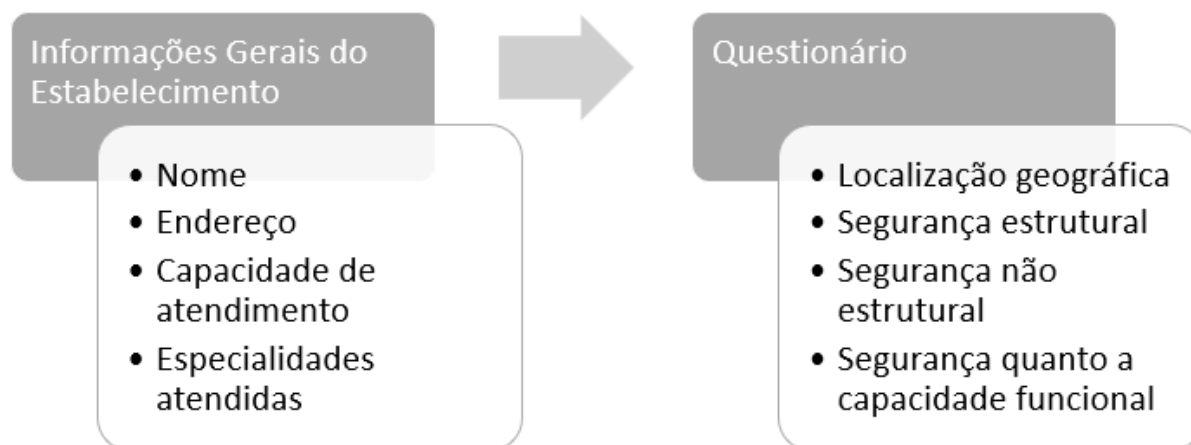 Informações Gerais do
Estabelecimento
• Nome
• Endereço
• Capacidade de
atendimento
• Especialidades
atendidas
Questionário
• Localização geográfica
• Segurança estrutural
• Segurança não
estrutural
• Segurança quanto a
capacidade funcional